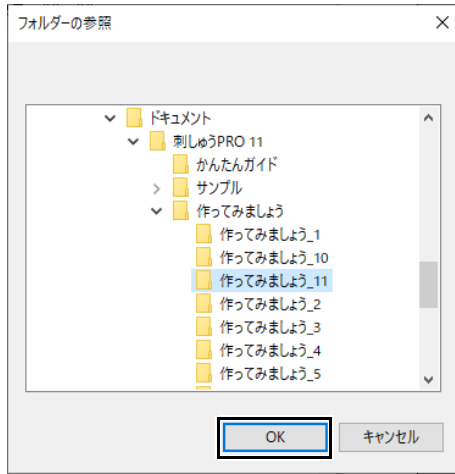 フォルダーの参照
ドキュメント
刺しゅうPRO 11
かんたんガイド
サンプル
作ってみましょう
作ってみましょう_1
作ってみましょう_10
作ってみましょう_11
作ってみましょう_2
作ってみましょう_3
作ってみましょう_4
作ってみましょう_5
OK
キャンセル